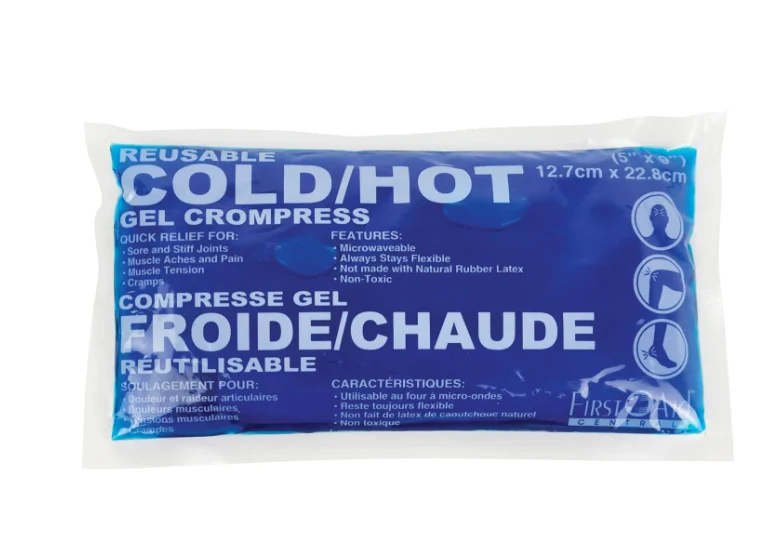 REUSABLE
(5" x 9")
COLD/HOT
12.7cm x 22.8cm
GEL CROMPRESS
QUICK RELIEF FOR:
· Sore and Stiff Joints
· Muscle Aches and Pain
· Muscle Tension
· Cramps
FEATURES:
· Microwaveable
· Always Stays Flexible
· Not made with Natural Rubber Latex
· Non-Toxic
COMPRESSE GEL
FROIDE/CHAUDE
RÉUTILISABLE
SOULAGEMENT POUR:
· Douleur et raideur articulaires
· Douleurs musculaires,
· Tensions musculaires
· Crampes
CARACTÉRISTIQUES:
· Utilisable au four à micro-ondes
· Reste toujours flexible
· Non fait de latex de caoutchouc naturel
· Non toxique
FIRST AID
CENTRAL